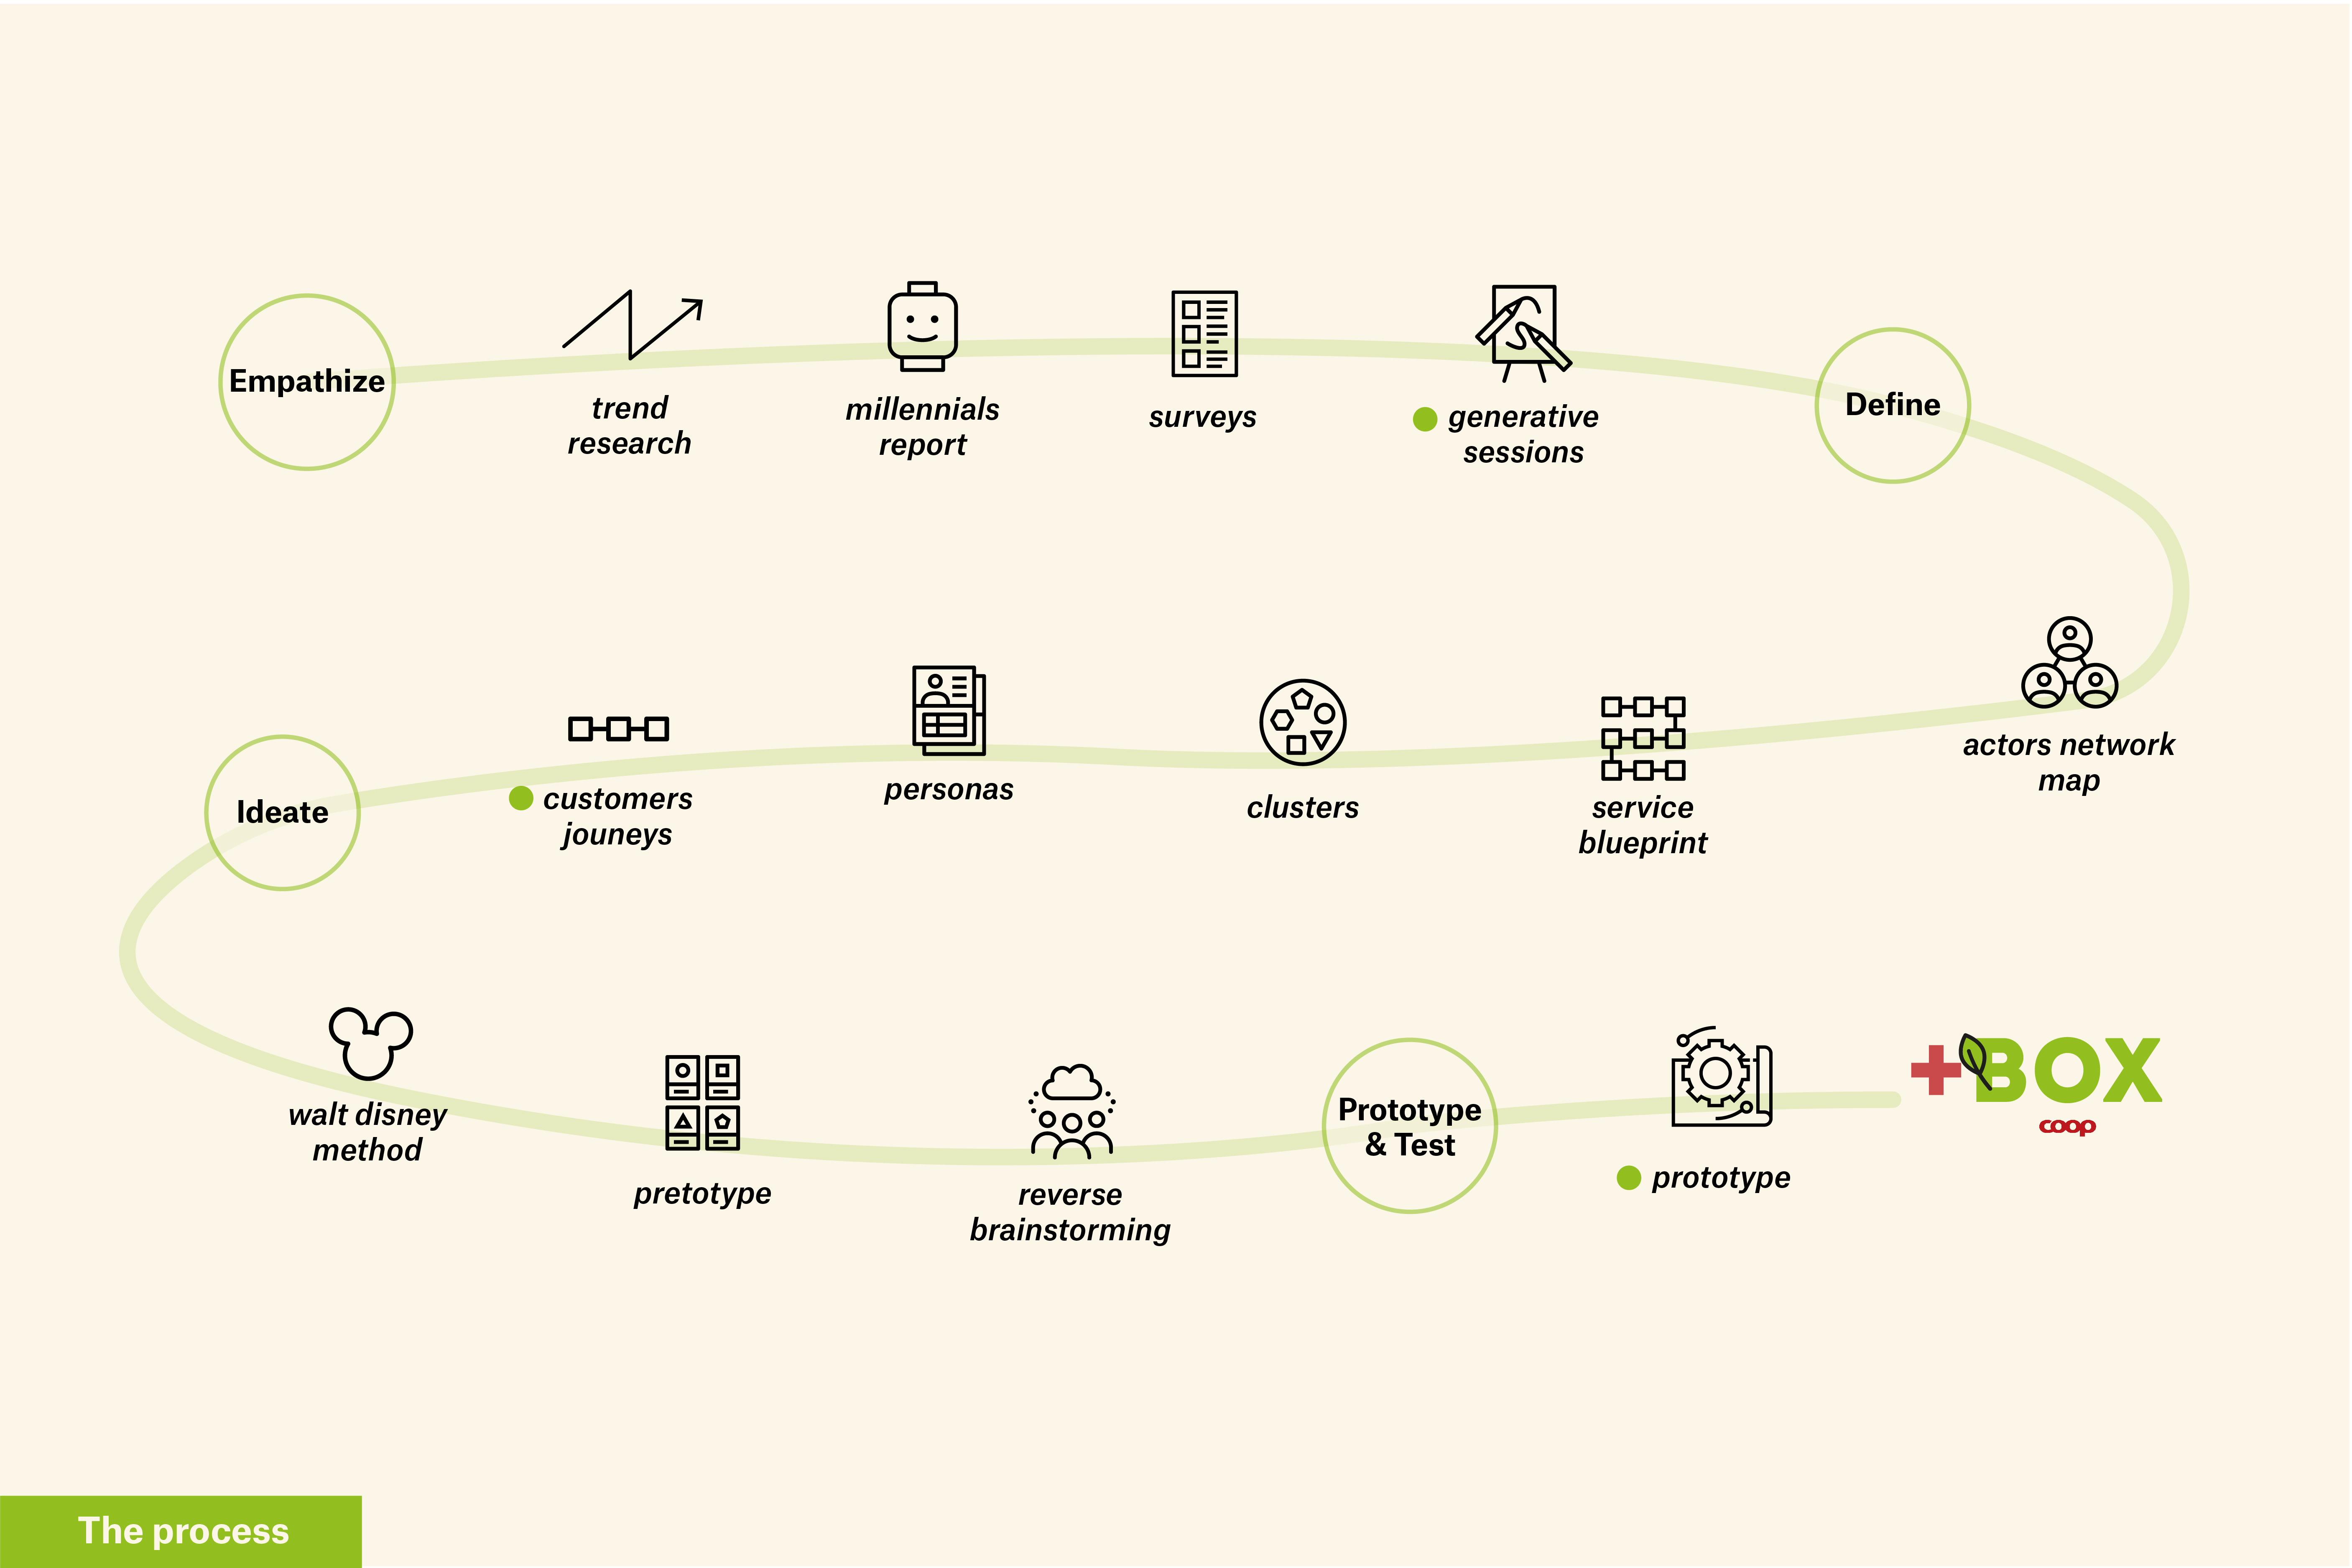 Empathize
trend
research
millennials
report
surveys
generative
sessions
Define
actors network
map
service
blueprint
clusters
personas
customers
jouneys
Ideate
walt disney
method
pretotype
reverse
brainstorming
Prototype
& Test
prototype
+BOX
coop
The process